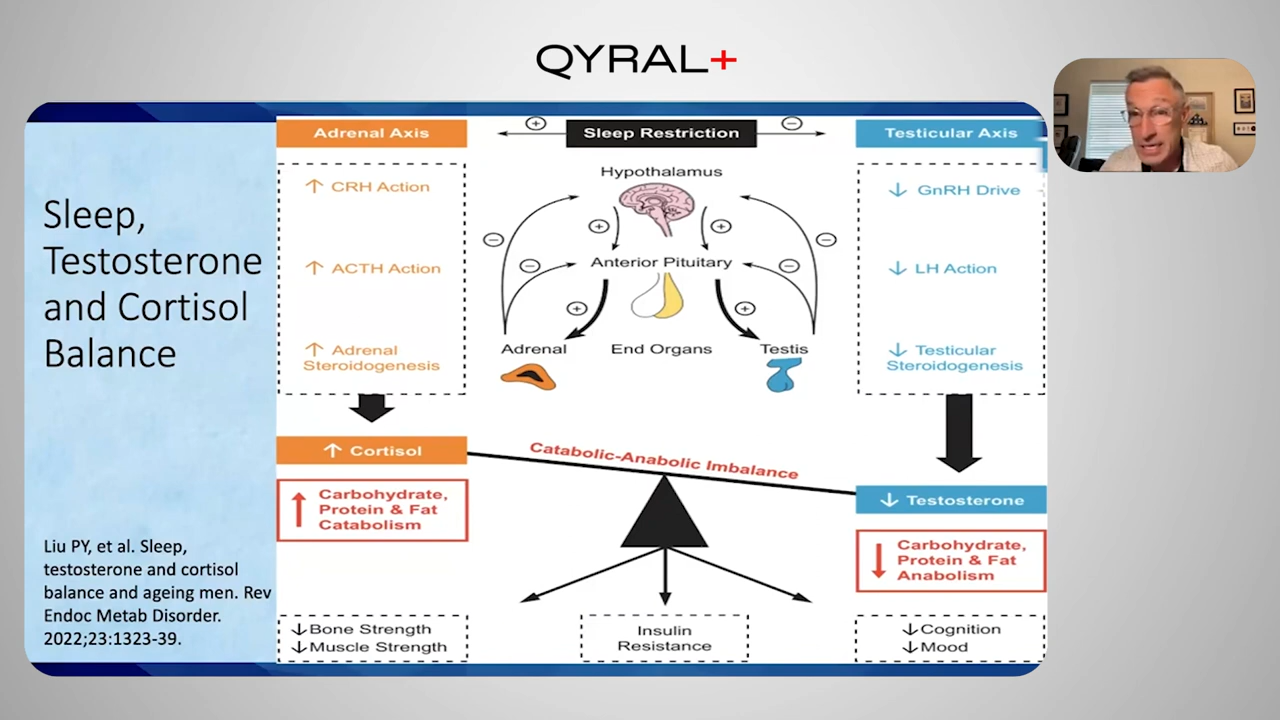 QYRAL+
Sleep,
Testosterone
and Cortisol
Balance
Liu PY, et al. Sleep,
testosterone and cortisol
balance and ageing men. Rev
Endoc Metab Disorder.
2022;23:1323-39.
Adrenal Axis
+
Sleep Restriction
−
Testicular Axis
↑ CRH Action
↑ ACTH Action
↑ Adrenal
Steroidogenesis
Hypothalamus
−
+
+
−
−
Anterior Pituitary
−
+
+
Adrenal
End Organs
Testis
↓ GnRH Drive
↓ LH Action
↓ Testicular
Steroidogenesis
↑ Cortisol
Catabolic-Anabolic Imbalance
↓ Testosterone
↑ Carbohydrate,
Protein & Fat
Catabolism
↓ Carbohydrate,
Protein & Fat
Anabolism
↓Bone Strength
↓Muscle Strength
Insulin
Resistance
↓Cognition
↓Mood